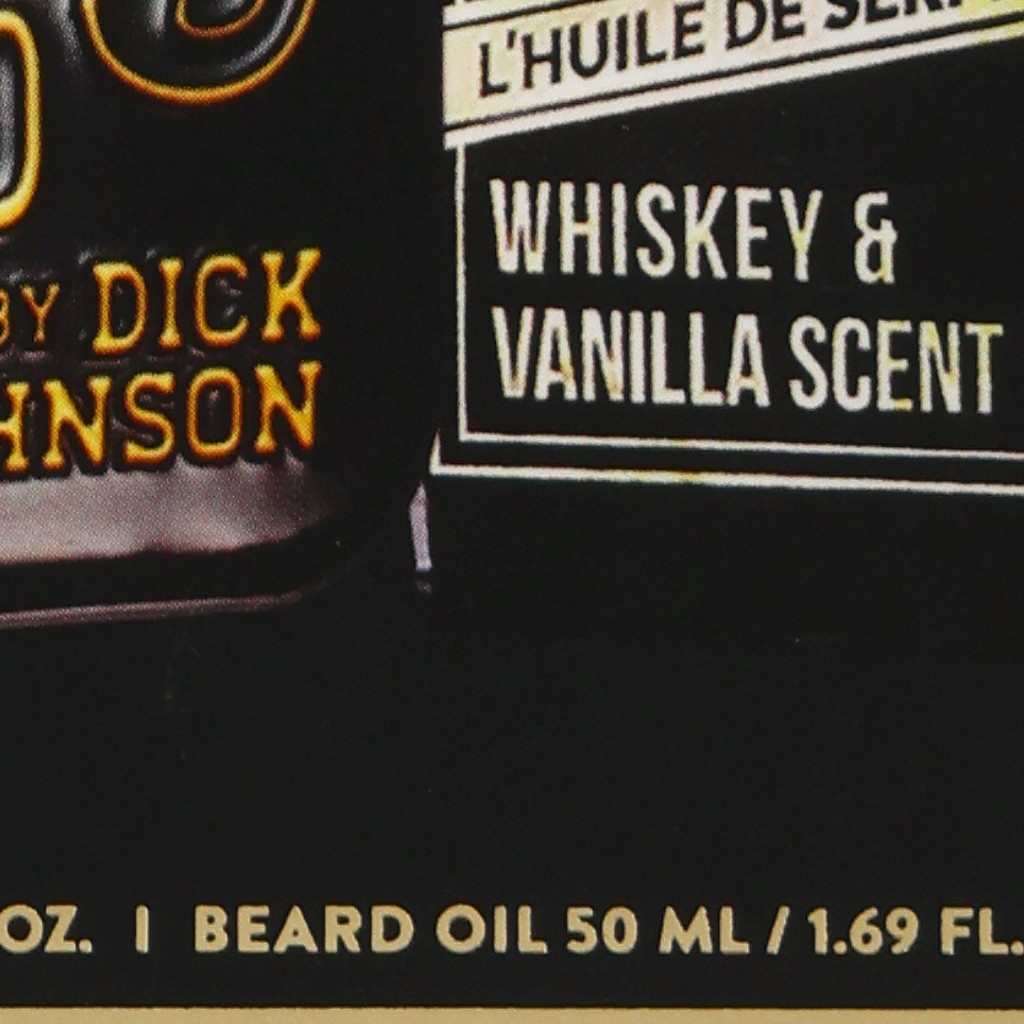 L'HUILE DE
WHISKEY &
VANILLA SCENT
BY DICK
HNSON
OZ. | BEARD OIL 50 ML / 1.69 FL.